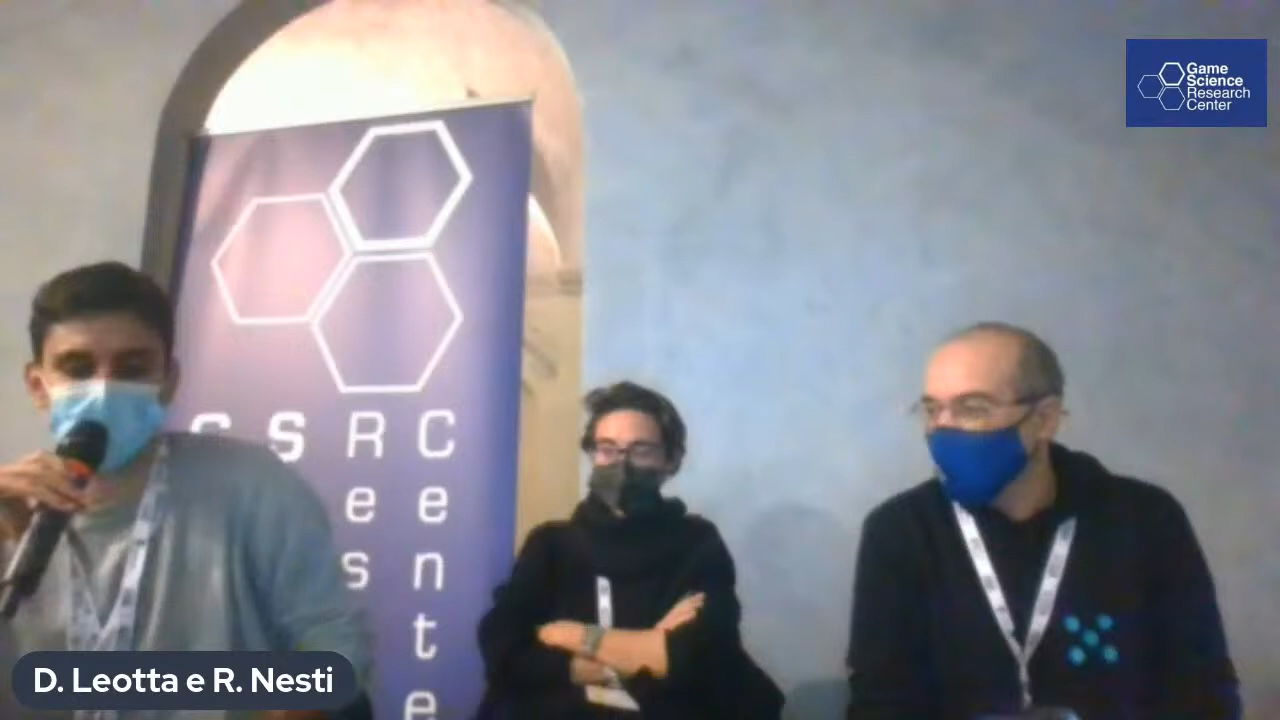 Game
Science
Research
Center
S R C
e e
s n
t
e
D. Leotta e R. Nesti